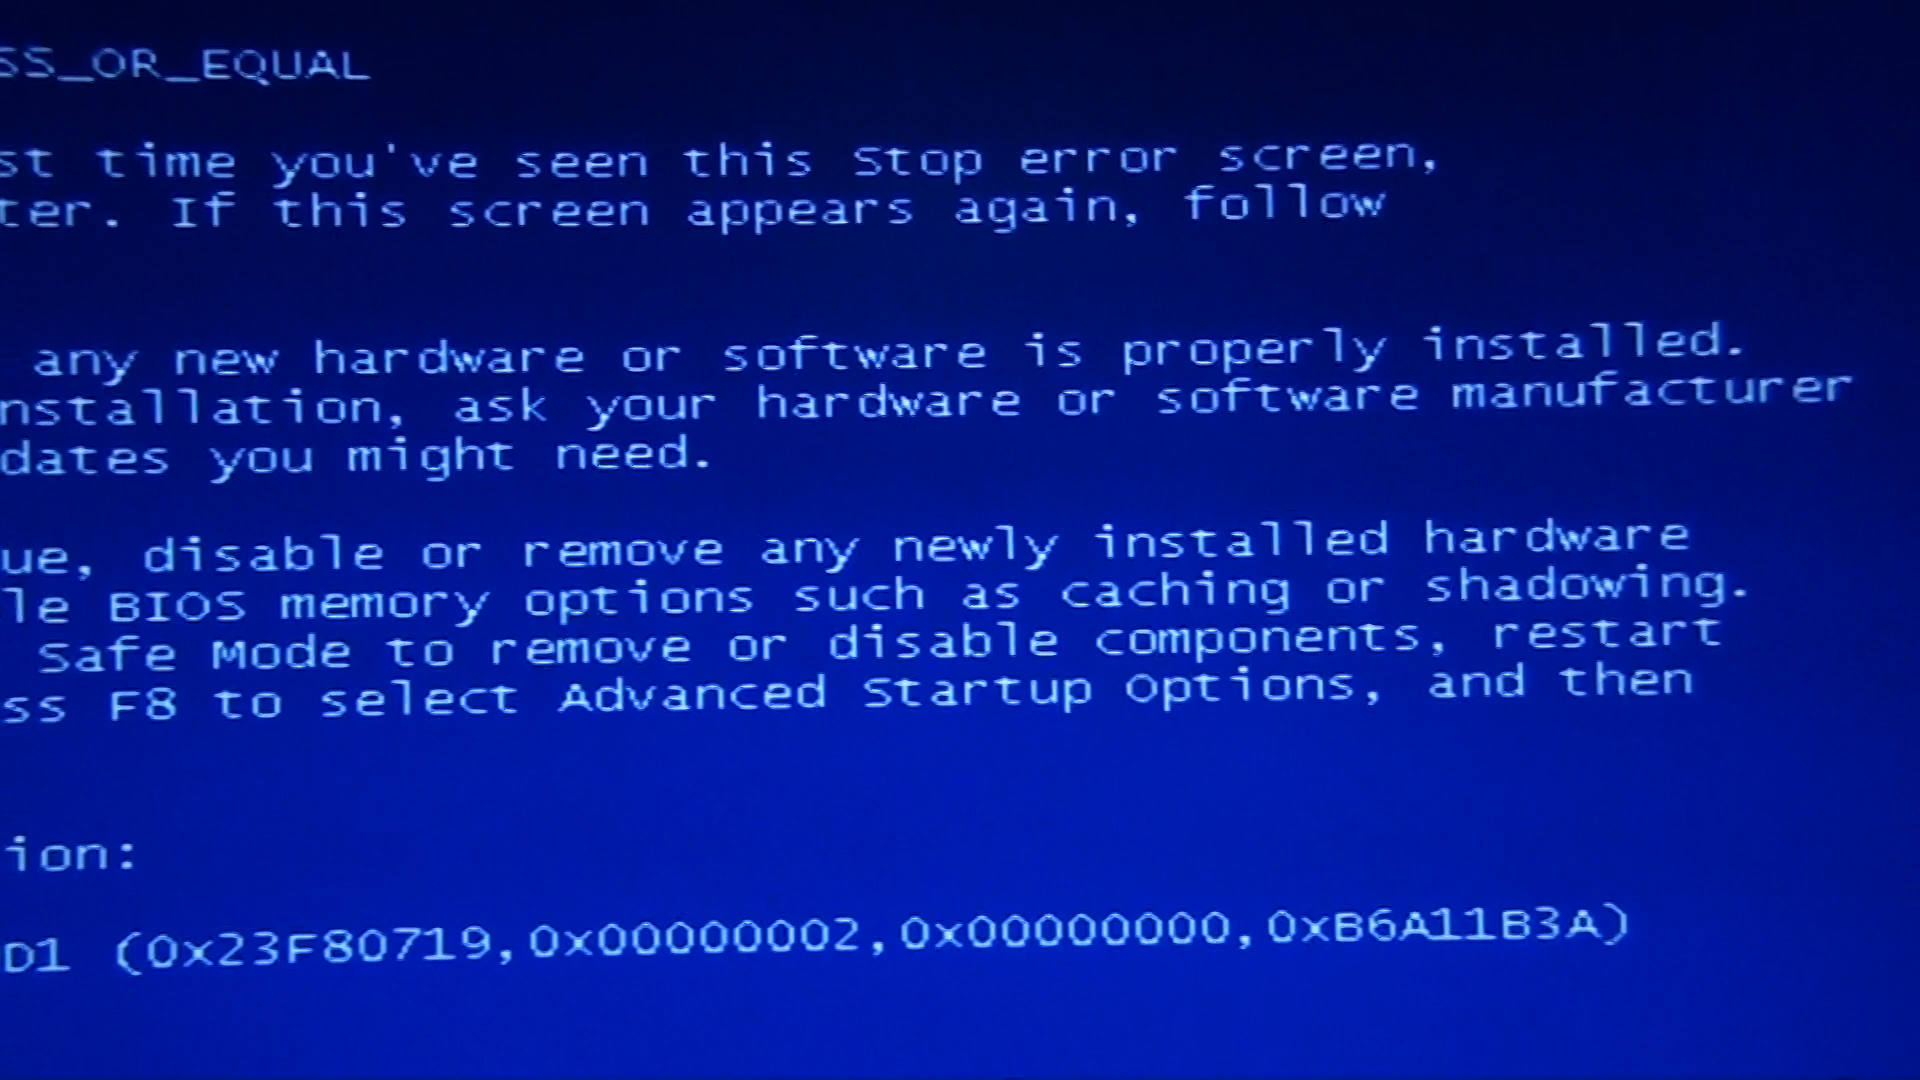 SS_OR_EQUAL
st time you've seen this Stop error screen,
ter. If this screen appears again, follow
any new hardware or software is properly installed.
nstallation, ask your hardware or software manufacturer
dates you might need.
ue, disable or remove any newly installed hardware
le BIOS memory options such as caching or shadowing.
Safe Mode to remove or disable components, restart
ss F8 to select Advanced Startup Options, and then
ion:
D1 (0x23F80719,0x00000002,0x00000000,0xB6A11B3A)